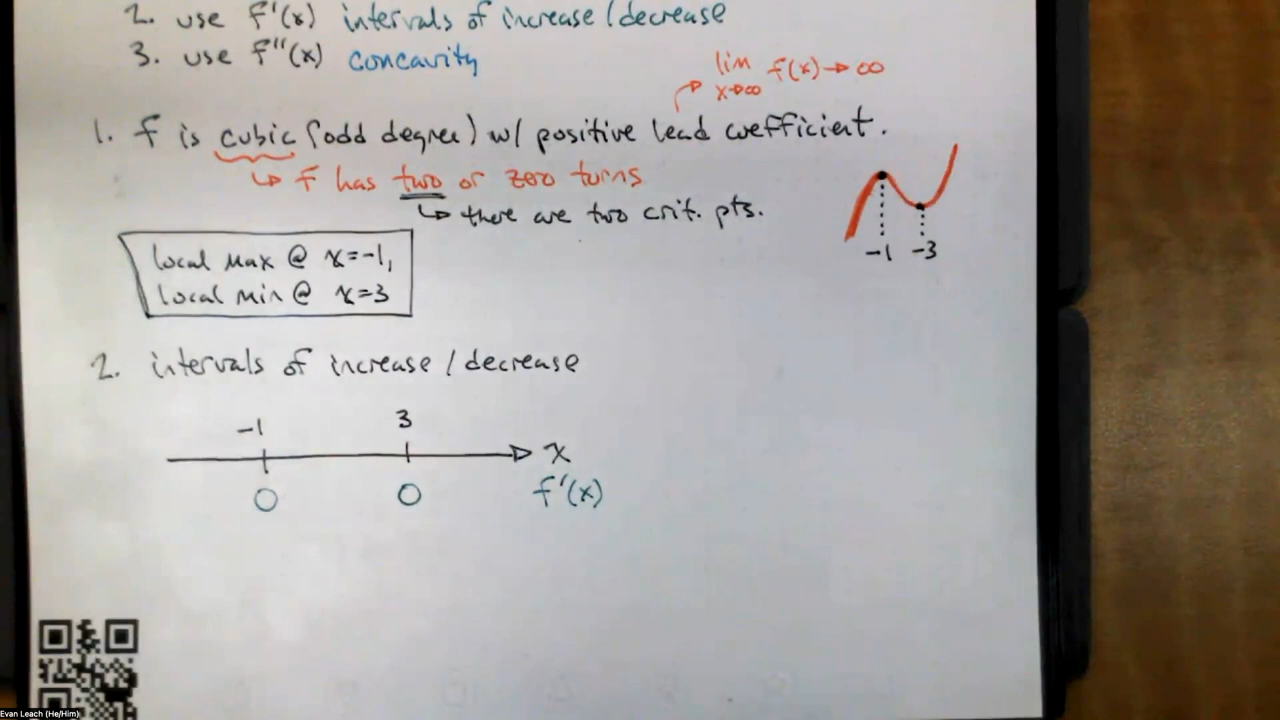 2. use f'(x) intervals of increase / decrease
3. use f"(x) concavity
lim f(x) → ∞
x→∞
1. f is cubic (odd degree) w/ positive lead coefficient.
↳ f has two or zero turns
↳ there are two crit. pts.
-1 -3
local max @ x=-1,
local min @ x=3
2. intervals of increase / decrease
-1 3
x
0 0 f'(x)
Evan Leach (He/Him)